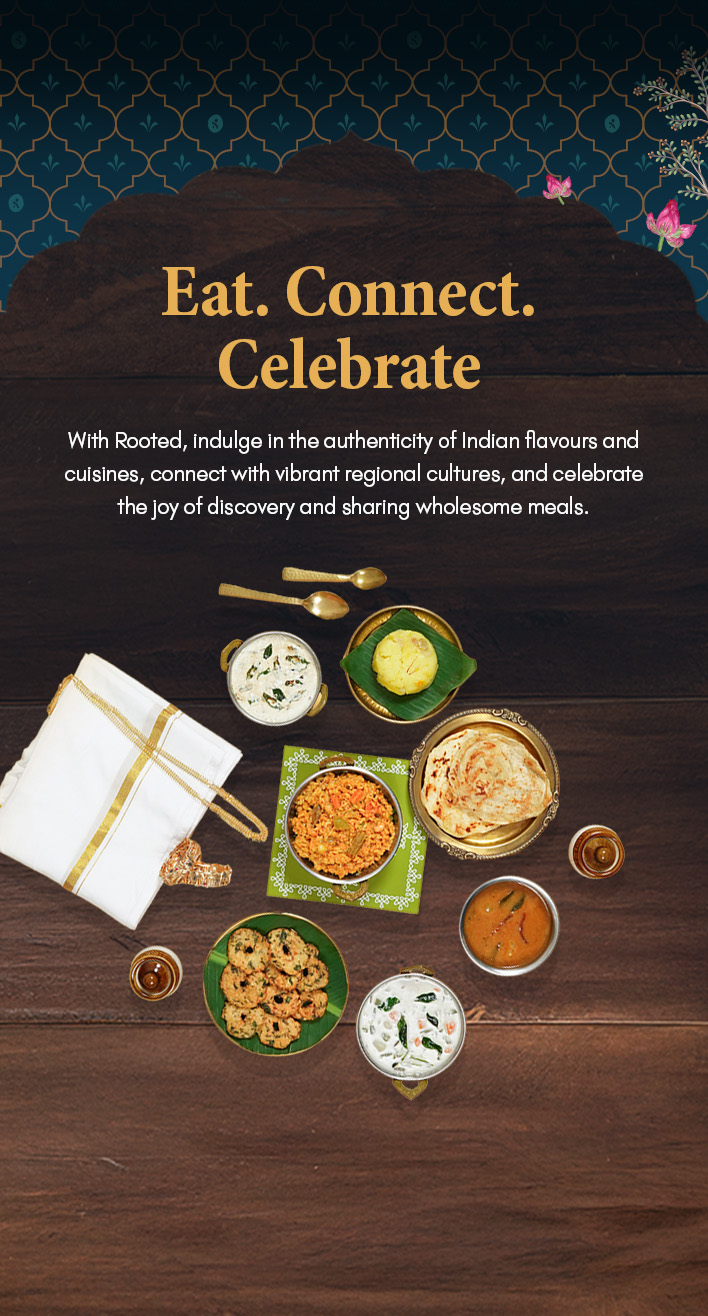 Eat. Connect.
Celebrate
With Rooted, indulge in the authenticity of Indian flavours and
cuisines, connect with vibrant regional cultures, and celebrate
the joy of discovery and sharing wholesome meals.